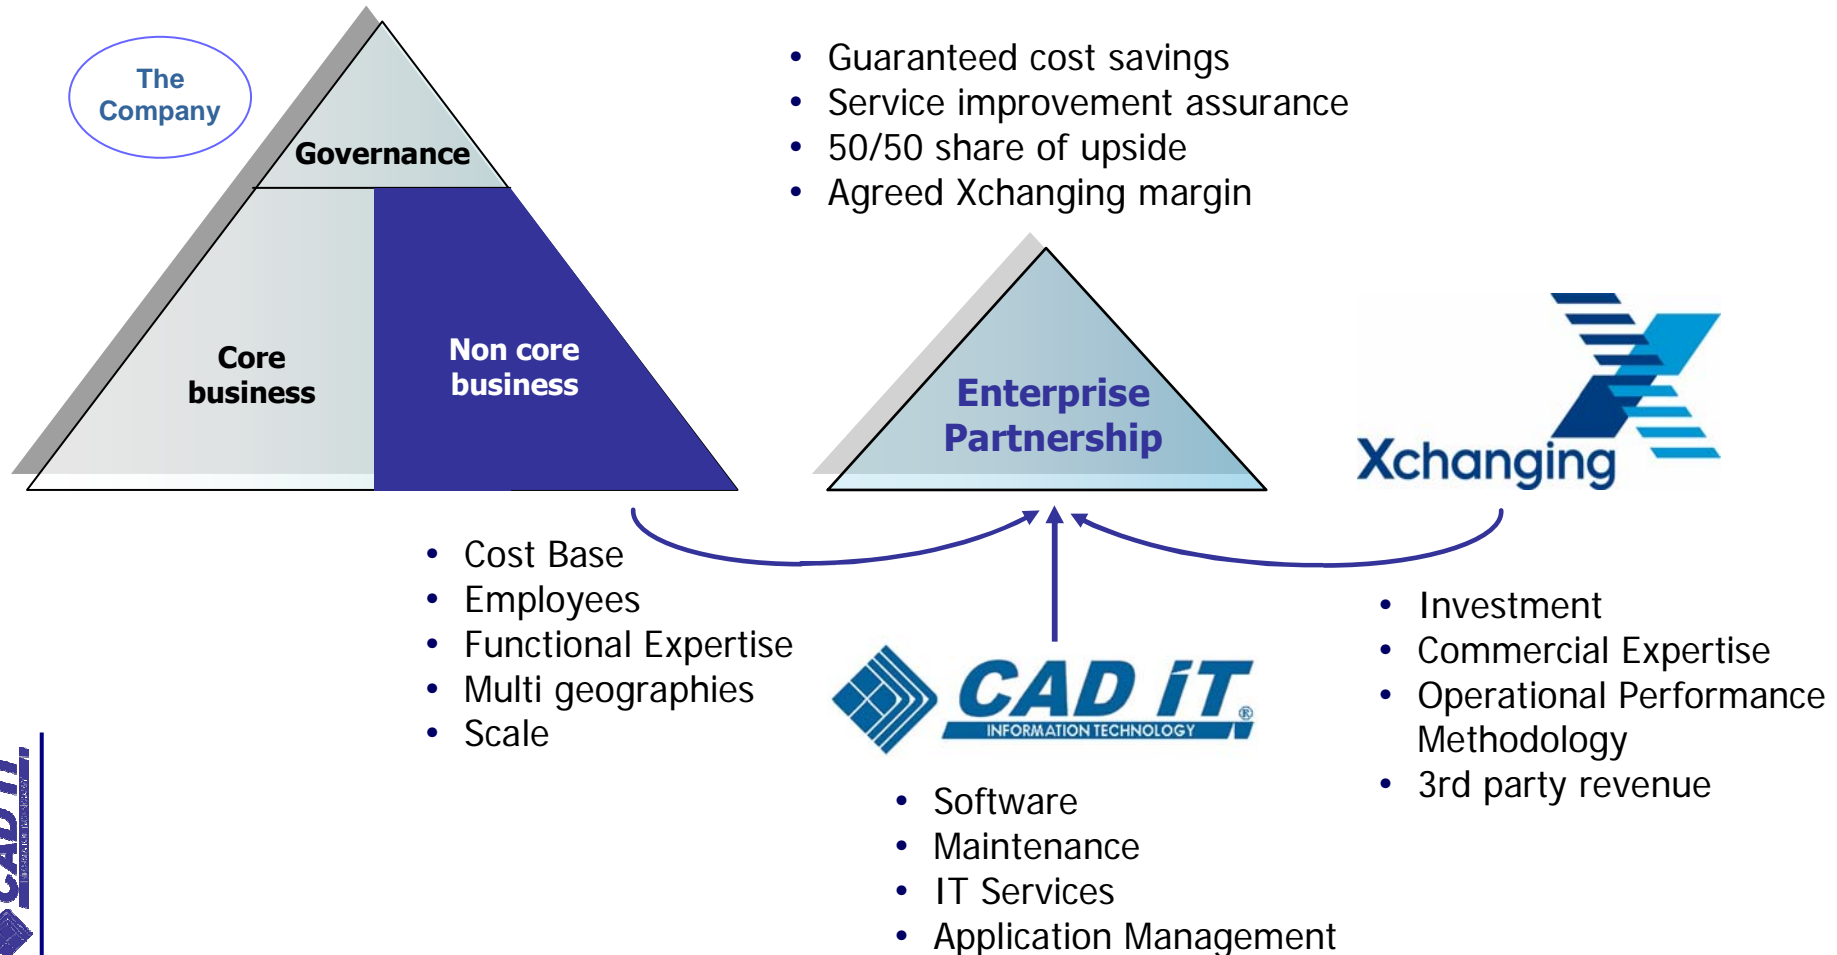 The
Company
Governance
Core
business
Non core
business
• Guaranteed cost savings
• Service improvement assurance
• 50/50 share of upside
• Agreed Xchanging margin
Enterprise
Partnership
Xchanging
• Cost Base
• Employees
• Functional Expertise
• Multi geographies
• Scale
CAD iT®
INFORMATION TECHNOLOGY
• Software
• Maintenance
• IT Services
• Application Management
• Investment
• Commercial Expertise
• Operational Performance
Methodology
• 3rd party revenue
CAD iT